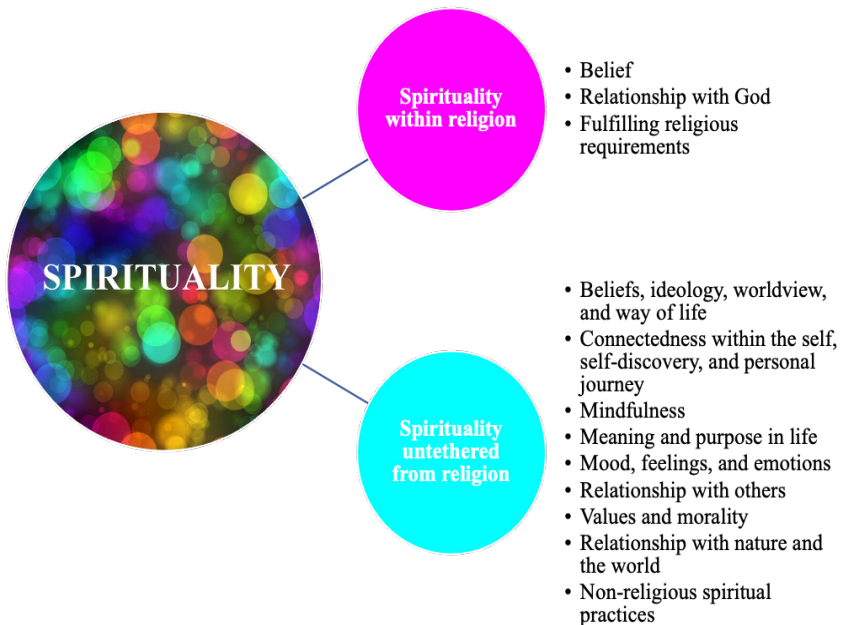 SPIRITUALITY
Spirituality
within religion
• Belief
• Relationship with God
• Fulfilling religious
requirements
Spirituality
untethered
from religion
• Beliefs, ideology, worldview,
and way of life
• Connectedness within the self,
self-discovery, and personal
journey
• Mindfulness
• Meaning and purpose in life
• Mood, feelings, and emotions
• Relationship with others
• Values and morality
• Relationship with nature and
the world
• Non-religious spiritual
practices